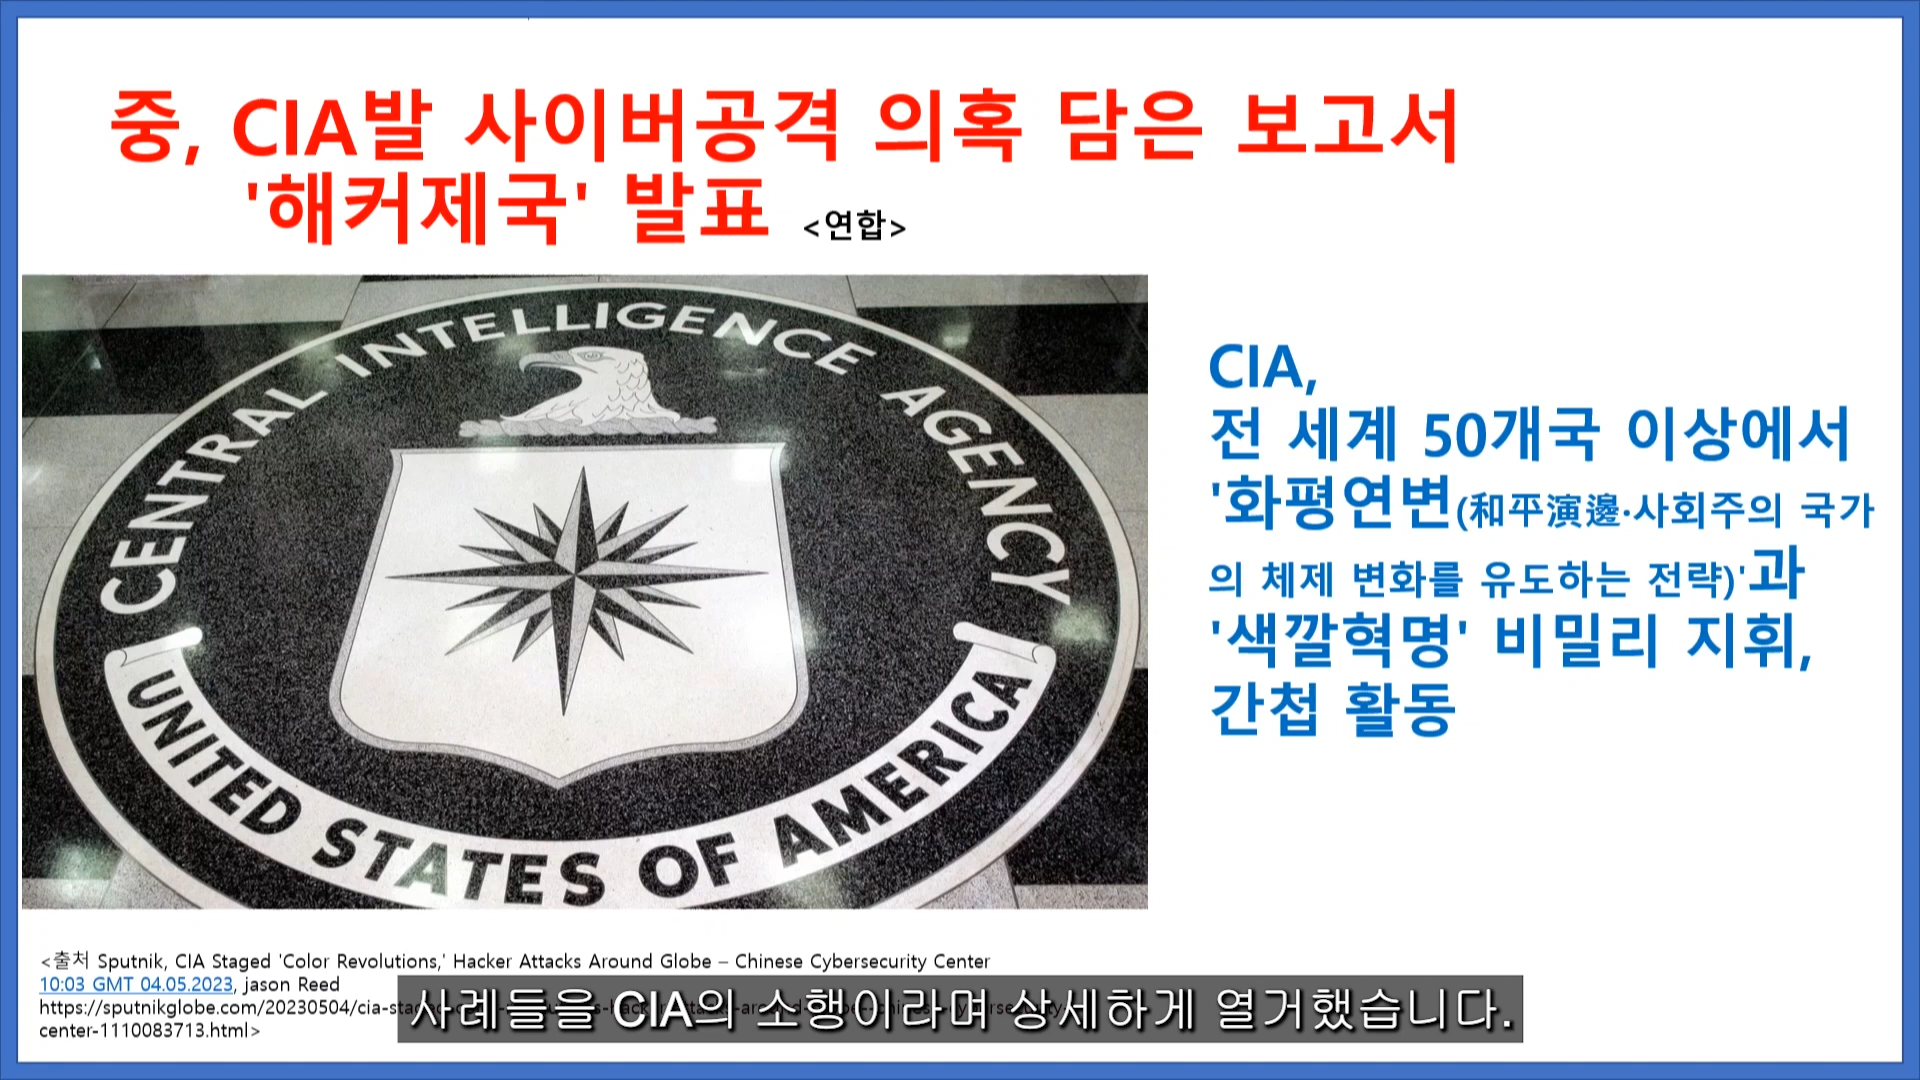 중, CIA발 사이버공격 의혹 담은 보고서
'해커제국' 발표 <연합>
CENTRAL INTELLIGENCE AGENCY
UNITED STATES OF AMERICA
CIA,
전 세계 50개국 이상에서
'화평연변(和平演邊·사회주의 국가
의 체제 변화를 유도하는 전략)'과
'색깔혁명' 비밀리 지휘,
간첩 활동
<출처 Sputnik, CIA Staged 'Color Revolutions,' Hacker Attacks Around Globe – Chinese Cybersecurity Center
10:03 GMT 04.05.2023, jason Reed
https://sputnikglobe.com/20230504/cia-sta
center-1110083713.html>
사례들을 CIA의 소행이라며 상세하게 열거했습니다.